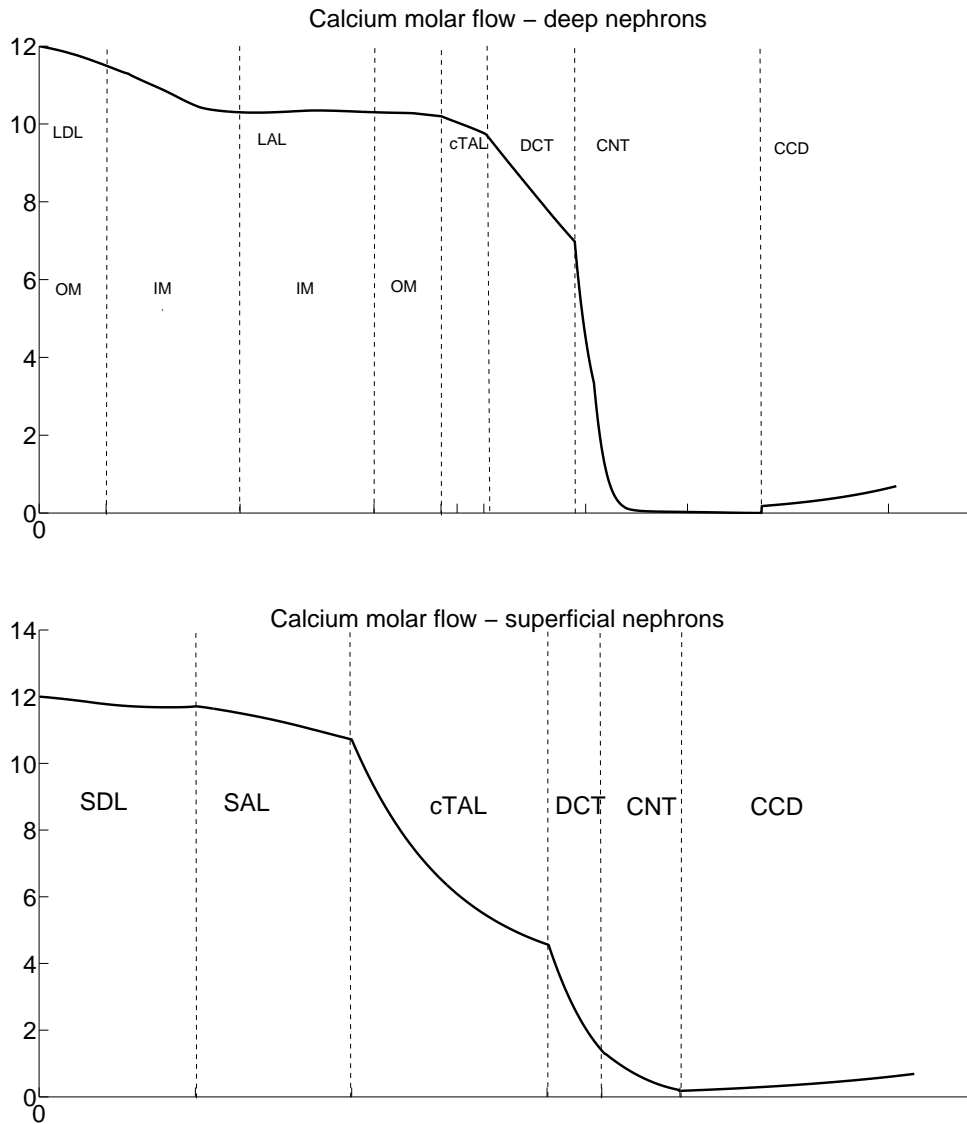 Calcium molar flow – deep nephrons
12
10
8
6
4
2
0
0
LDL
LAL
cTAL
DCT
CNT
CCD
OM
IM
IM
OM
Calcium molar flow – superficial nephrons
14
12
10
8
6
4
2
0
0
SDL
SAL
cTAL
DCT
CNT
CCD